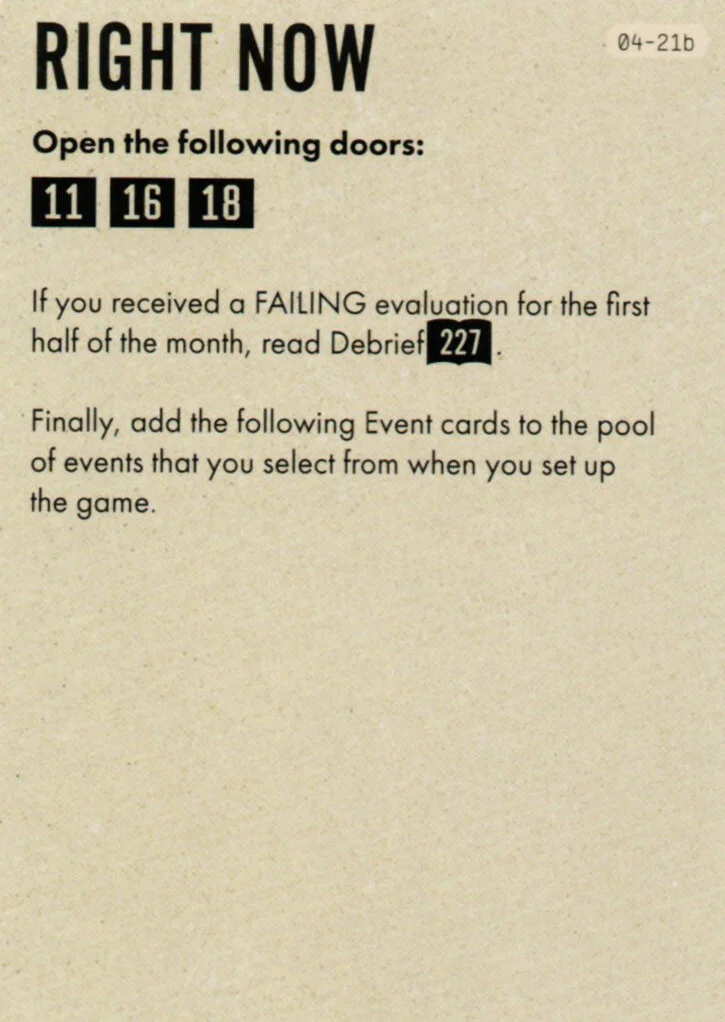 RIGHT NOW
04-21b
Open the following doors:
11 16 18
If you received a FAILING evaluation for the first
half of the month, read Debrief 227 .
Finally, add the following Event cards to the pool
of events that you select from when you set up
the game.